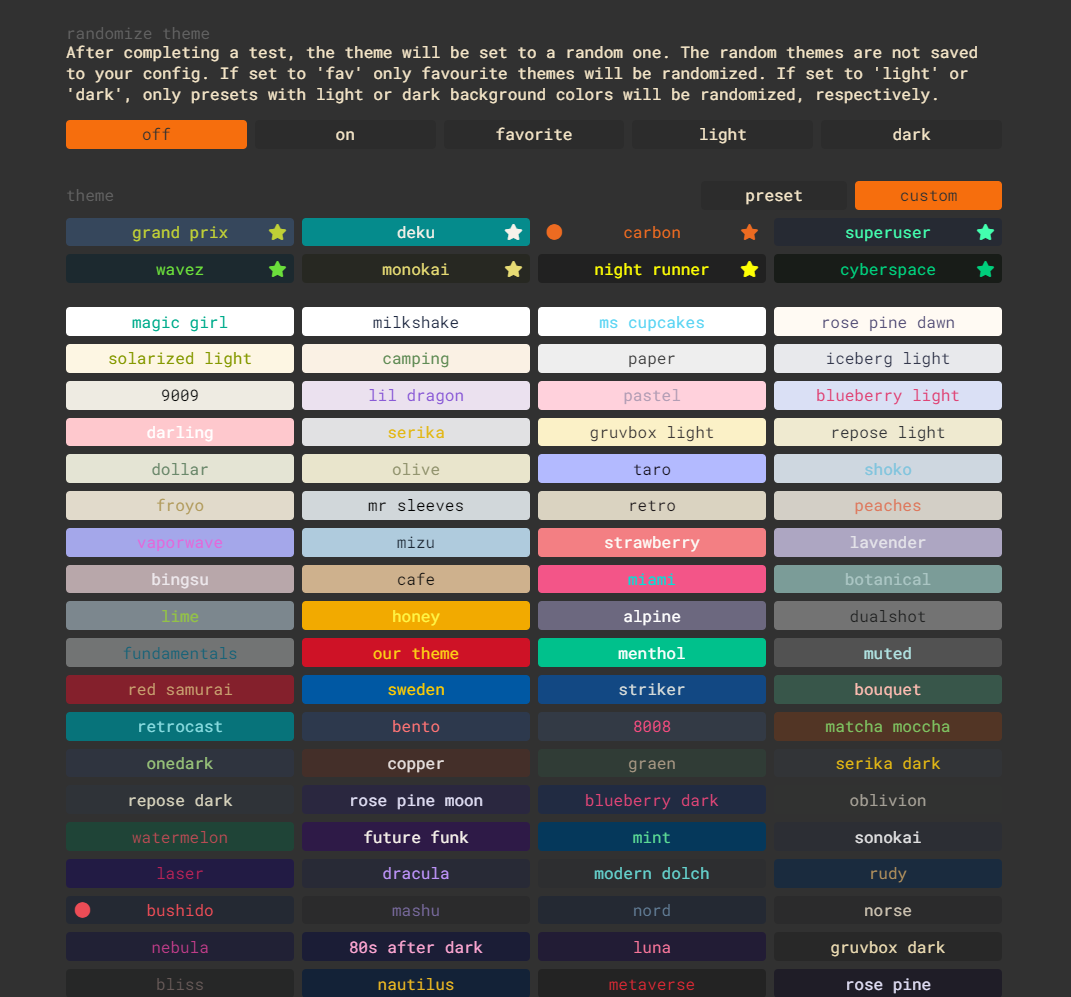 randomize theme
After completing a test, the theme will be set to a random one. The random themes are not saved
to your config. If set to 'fav' only favourite themes will be randomized. If set to 'light' or
'dark', only presets with light or dark background colors will be randomized, respectively.
off on favorite light dark
theme preset custom
grand prix deku carbon superuser
wavez monokai night runner cyberspace
magic girl milkshake ms cupcakes rose pine dawn
solarized light camping paper iceberg light
9009 lil dragon pastel blueberry light
darling serika gruvbox light repose light
dollar olive taro shoko
froyo mr sleeves retro peaches
vaporwave mizu strawberry lavender
bingsu cafe miami botanical
lime honey alpine dualshot
fundamentals our theme menthol muted
red samurai sweden striker bouquet
retrocast bento 8008 matcha moccha
onedark copper graen serika dark
repose dark rose pine moon blueberry dark oblivion
watermelon future funk mint sonokai
laser dracula modern dolch rudy
bushido mashu nord norse
nebula 80s after dark luna gruvbox dark
bliss nautilus metaverse rose pine